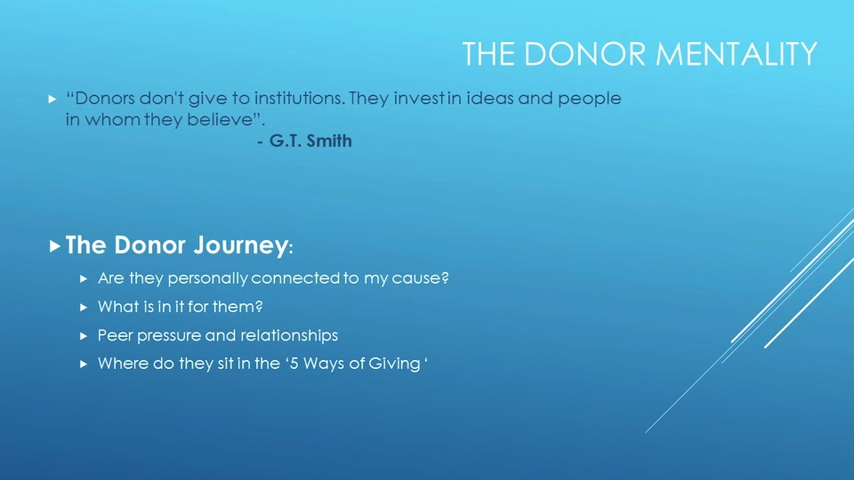 THE DONOR MENTALITY
“Donors don't give to institutions. They invest in ideas and people
in whom they believe”.
- G.T. Smith
The Donor Journey:
Are they personally connected to my cause?
What is in it for them?
Peer pressure and relationships
Where do they sit in the ‘5 Ways of Giving ‘